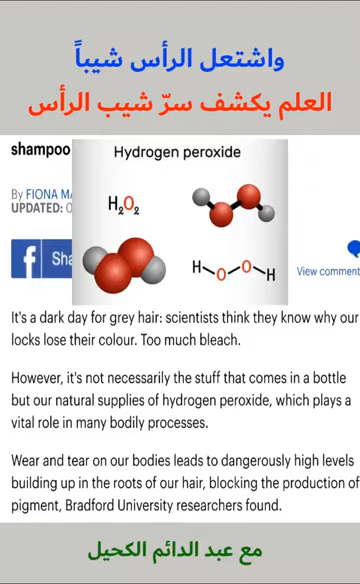 واشتعل الرأس شيباً
العلم يكشف سرّ شيب الرأس
shampoo
Hydrogen peroxide
By FIONA
UPDATED:
H₂O₂
H O O H
View comment
It's a dark day for grey hair: scientists think they know why our
locks lose their colour. Too much bleach.
However, it's not necessarily the stuff that comes in a bottle
but our natural supplies of hydrogen peroxide, which plays a
vital role in many bodily processes.
Wear and tear on our bodies leads to dangerously high levels
building up in the roots of our hair, blocking the production of
pigment, Bradford University researchers found.
مع عبد الدائم الكحيل